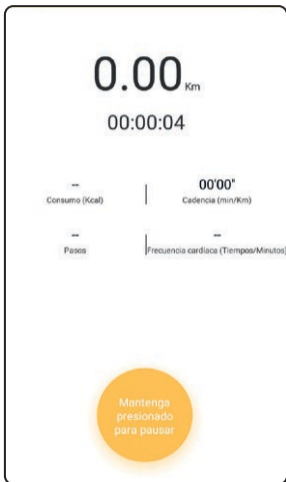 0.00 Km
00:00:04
-- 00'00"
Consumo (Kcal) Cadencia (min/Km)
-- --
Pasos Frecuencia cardíaca (Tiempos/Minutos)
Mantenga
presionado
para pausar